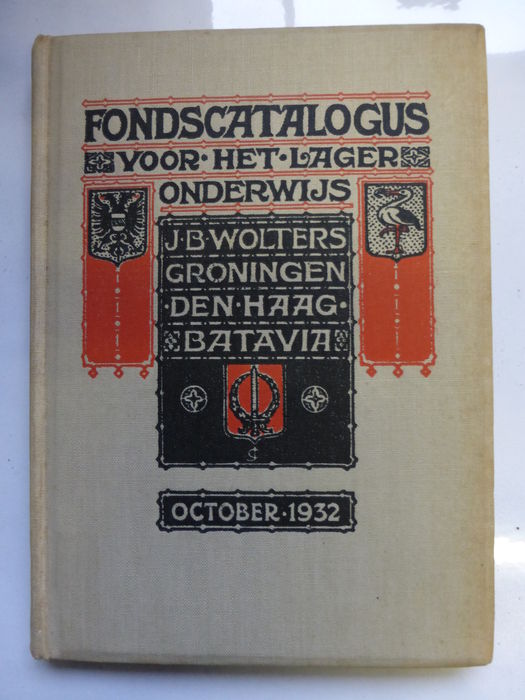 FONDSCATALOGUS
VOOR·HET·LAGER
ONDERWIJS
J.B·WOLTERS
GRONINGEN
·DEN·HAAG·
BATAVIA
OCTOBER·1932